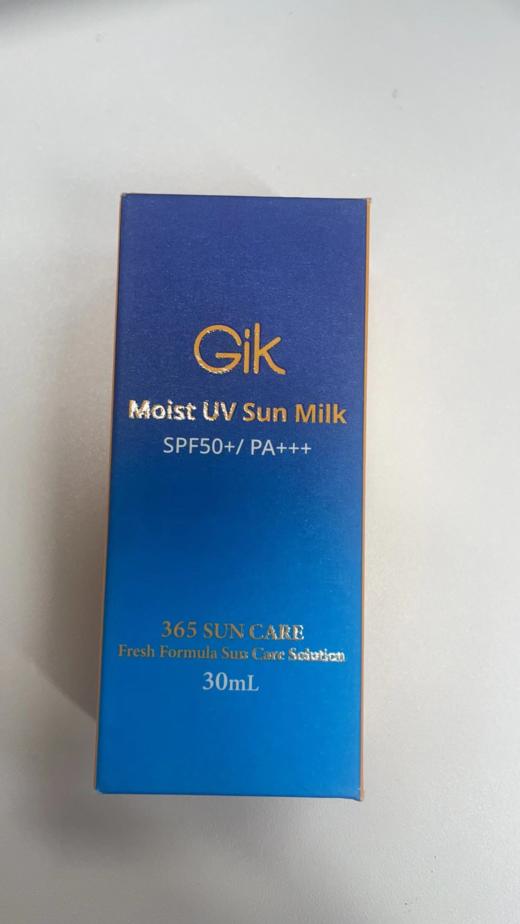 Gik
Moist UV Sun Milk
SPF50+/ PA+++
365 SUN CARE
Fresh Formula Sun Care Solution
30mL